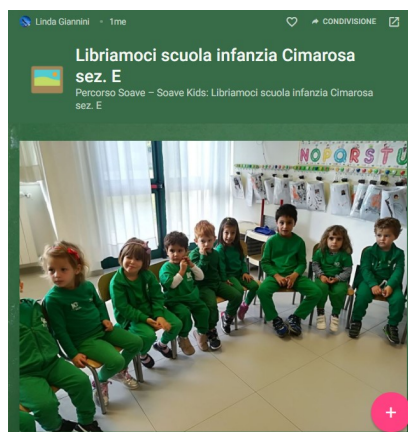 Linda Giannini • 1me
CONDIVISIONE
Libriamoci scuola infanzia Cimarosa
sez. E
Percorso Soave – Soave Kids: Libriamoci scuola infanzia Cimarosa
sez. E
NOPQRSTU